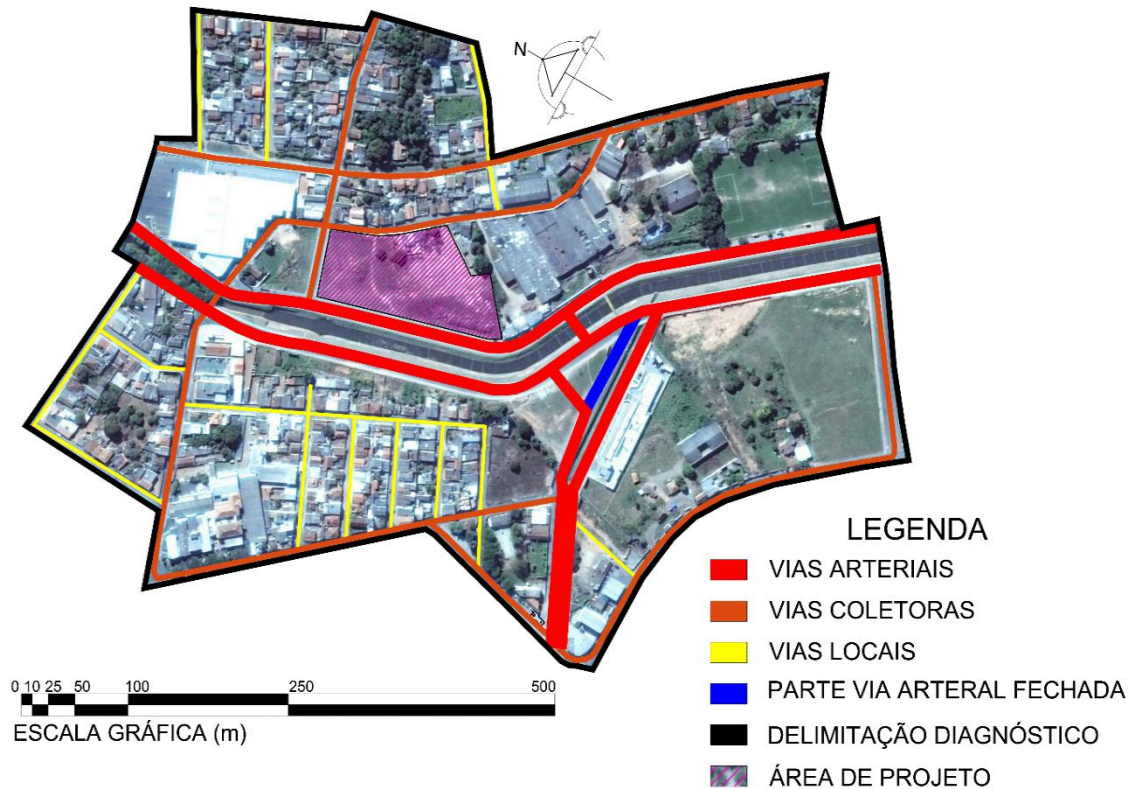 N
LEGENDA
VIAS ARTERIAIS
VIAS COLETORAS
VIAS LOCAIS
PARTE VIA ARTERAL FECHADA
DELIMITAÇÃO DIAGNÓSTICO
ÁREA DE PROJETO
0 10 25 50 100 250 500
ESCALA GRÁFICA (m)